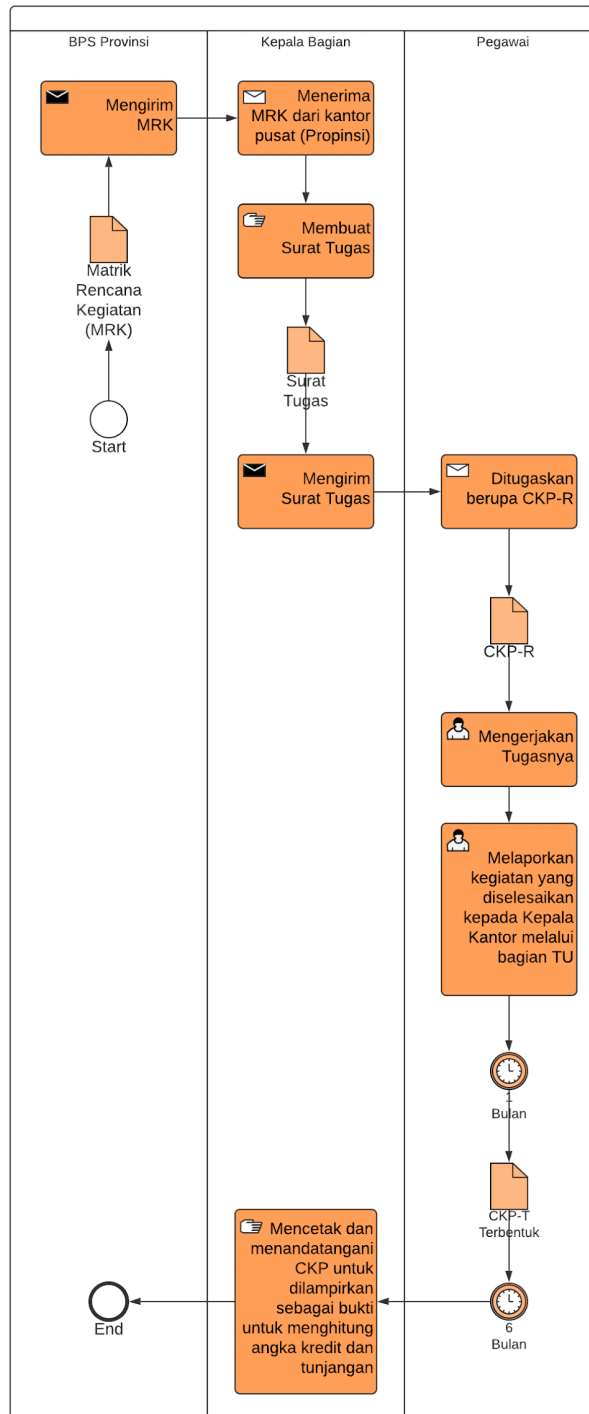 BPS Provinsi
Kepala Bagian
Pegawai
Mengirim
MRK
Menerima
MRK dari kantor
pusat (Propinsi)
Matrik
Rencana
Kegiatan
(MRK)
Start
Membuat
Surat Tugas
Surat
Tugas
Mengirim
Surat Tugas
Ditugaskan
berupa CKP-R
CKP-R
Mengerjakan
Tugasnya
Melaporkan
kegiatan yang
diselesaikan
kepada Kepala
Kantor melalui
bagian TU
1
Bulan
CKP-T
Terbentuk
6
Bulan
Mencetak dan
menandatangani
CKP untuk
dilampirkan
sebagai bukti
untuk menghitung
angka kredit dan
tunjangan
End